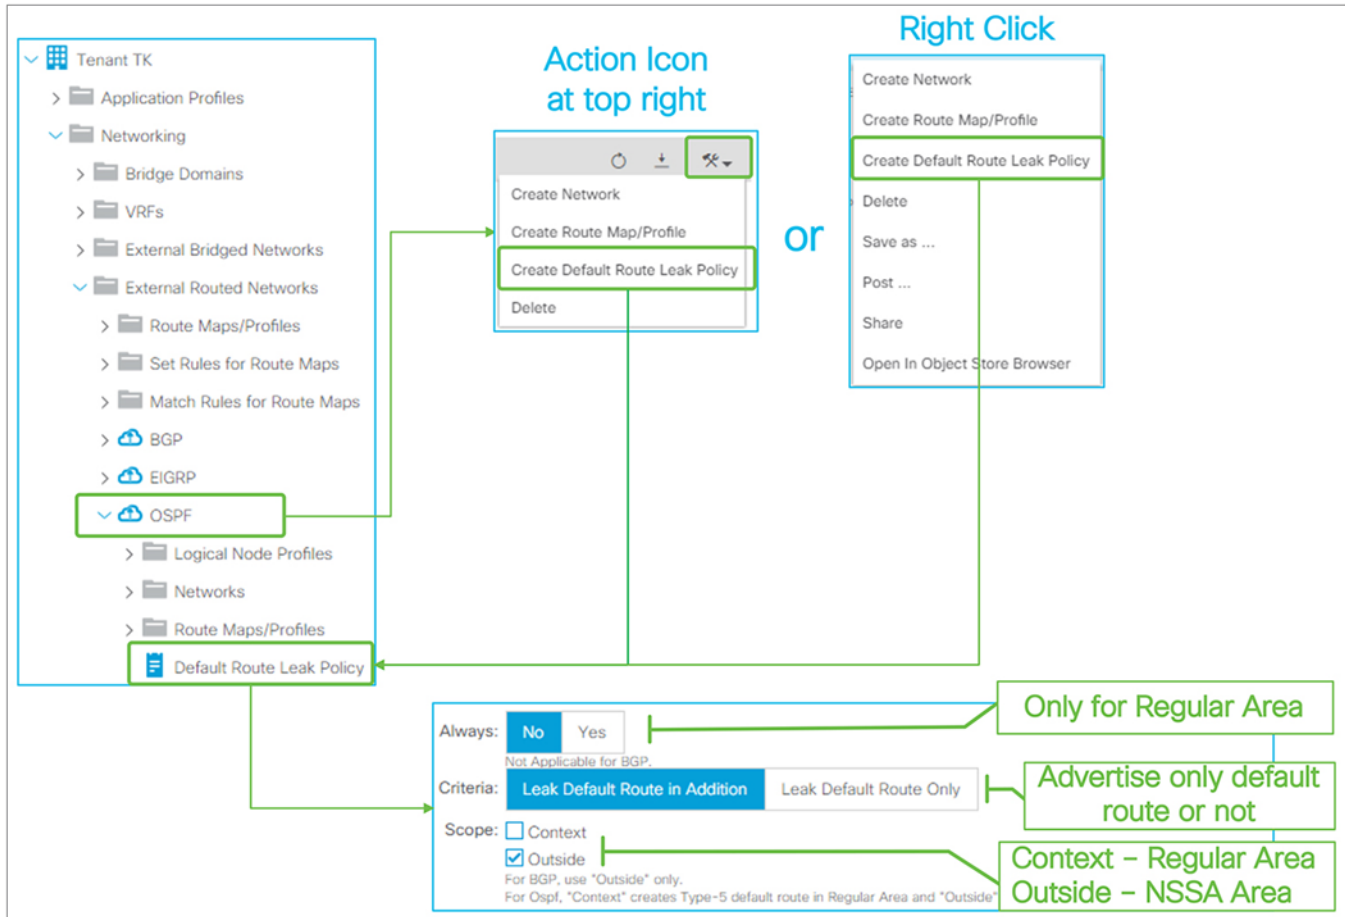 Tenant TK
Application Profiles
Networking
Bridge Domains
VRFs
External Bridged Networks
External Routed Networks
Route Maps/Profiles
Set Rules for Route Maps
Match Rules for Route Maps
BGP
EIGRP
OSPF
Logical Node Profiles
Networks
Route Maps/Profiles
Default Route Leak Policy
Action Icon
at top right
Create Network
Create Route Map/Profile
Create Default Route Leak Policy
Delete
or
Right Click
Create Network
Create Route Map/Profile
Create Default Route Leak Policy
Delete
Save as ...
Post ...
Share
Open In Object Store Browser
Always: No Yes
Not Applicable for BGP.
Criteria: Leak Default Route in Addition Leak Default Route Only
Scope: Context
Outside
For BGP, use "Outside" only.
For Ospf, "Context" creates Type-5 default route in Regular Area and "Outside"
Only for Regular Area
Advertise only default
route or not
Context – Regular Area
Outside – NSSA Area